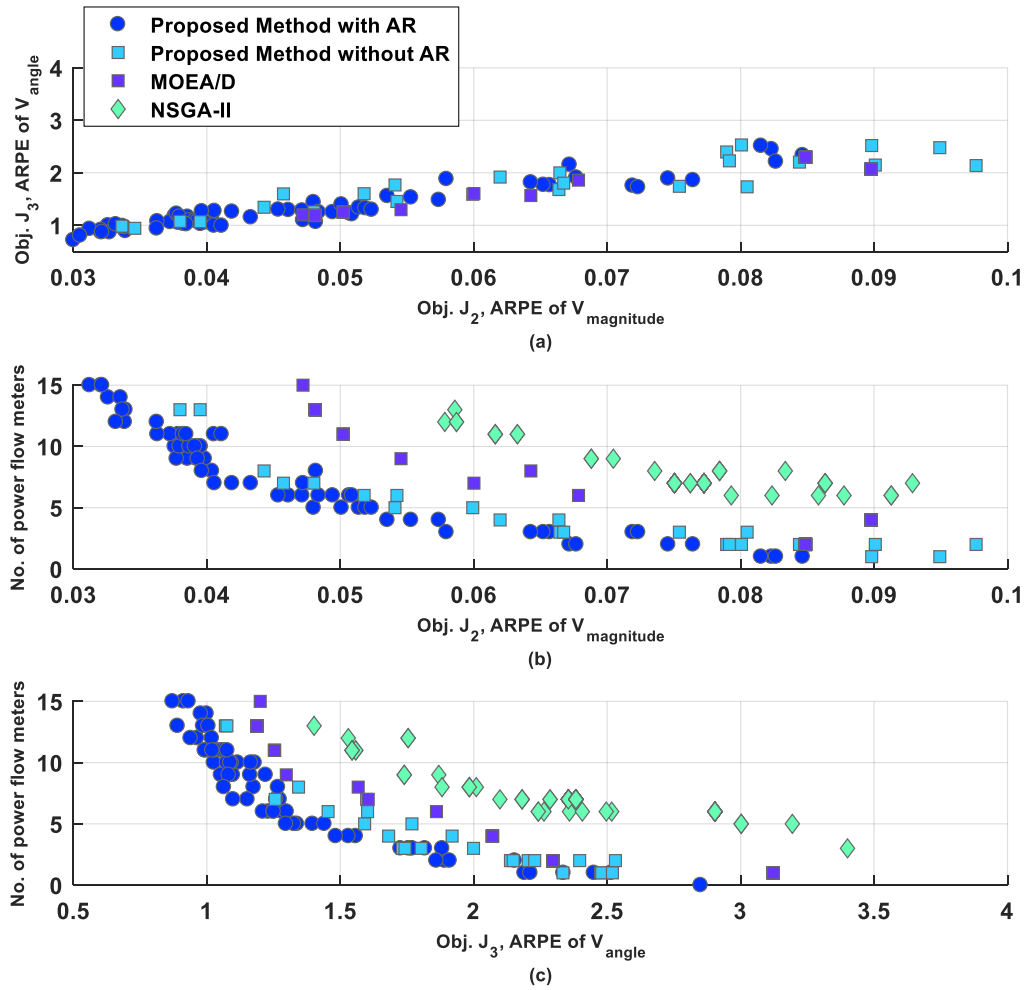 Proposed Method with AR
Proposed Method without AR
MOEA/D
NSGA-II
Obj. J3, ARPE of Vangle
4
3
2
1
0.03 0.04 0.05 0.06 0.07 0.08 0.09 0.1
Obj. J2, ARPE of Vmagnitude
(a)
No. of power flow meters
15
10
5
0
0.03 0.04 0.05 0.06 0.07 0.08 0.09 0.1
Obj. J2, ARPE of Vmagnitude
(b)
No. of power flow meters
15
10
5
0
0.5 1 1.5 2 2.5 3 3.5 4
Obj. J3, ARPE of Vangle
(c)